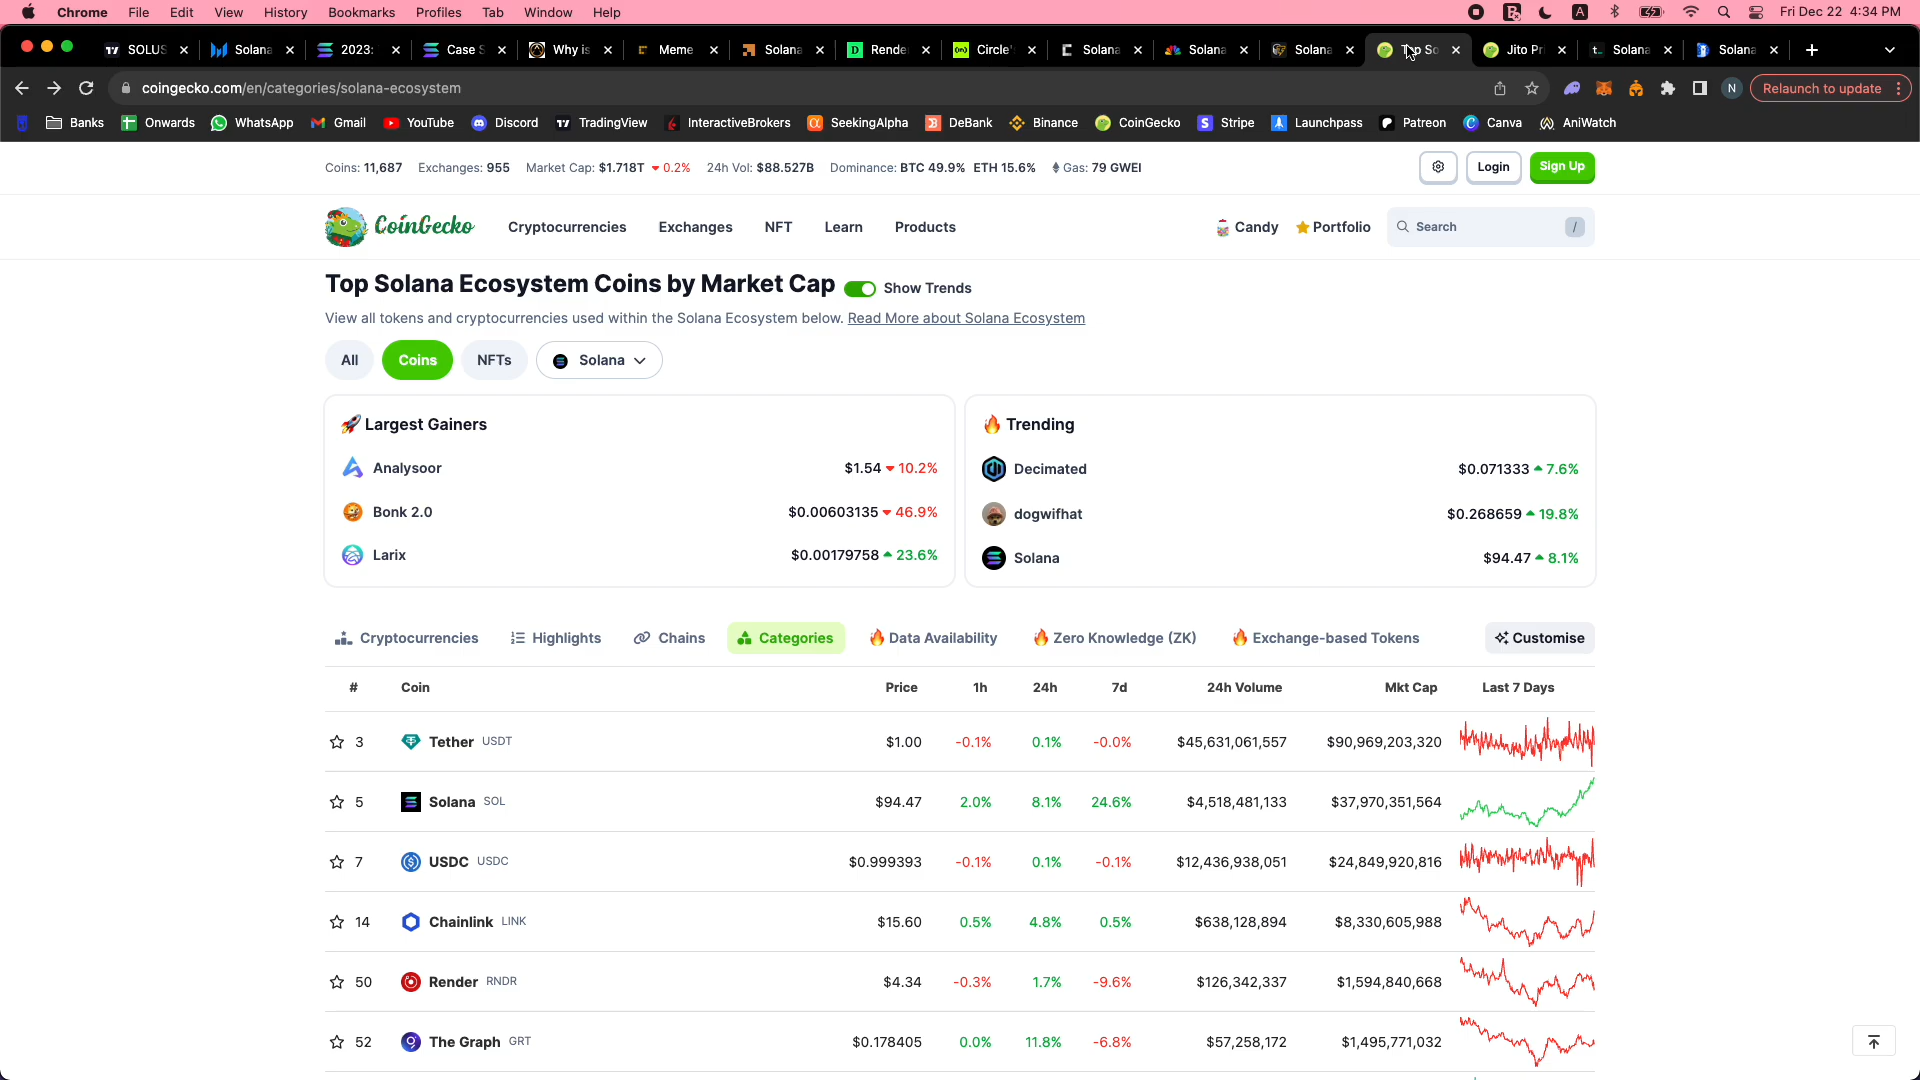 Chrome File Edit View History Bookmarks Profiles Tab Window Help Fri Dec 22 4:34 PM
SOLUS Solana 2023: Case S Why is Meme Solana Render Circle' Solana Solana Solana Top So Jito Pri Solana Solana
coingecko.com/en/categories/solana-ecosystem N Relaunch to update
Banks Onwards WhatsApp Gmail YouTube Discord TradingView InteractiveBrokers SeekingAlpha DeBank Binance CoinGecko Stripe Launchpass Patreon Canva AniWatch
Coins: 11,687 Exchanges: 955 Market Cap: $1.718T 0.2% 24h Vol: $88.527B Dominance: BTC 49.9% ETH 15.6% Gas: 79 GWEI Login Sign Up
CoinGecko Cryptocurrencies Exchanges NFT Learn Products Candy Portfolio Search /
Top Solana Ecosystem Coins by Market Cap Show Trends
View all tokens and cryptocurrencies used within the Solana Ecosystem below. Read More about Solana Ecosystem
All Coins NFTs Solana
Largest Gainers
Analysoor $1.54 10.2%
Bonk 2.0 $0.00603135 46.9%
Larix $0.00179758 23.6%
Trending
Decimated $0.071333 7.6%
dogwifhat $0.268659 19.8%
Solana $94.47 8.1%
Cryptocurrencies Highlights Chains Categories Data Availability Zero Knowledge (ZK) Exchange-based Tokens Customise
# Coin Price 1h 24h 7d 24h Volume Mkt Cap Last 7 Days
3 Tether USDT $1.00 -0.1% 0.1% -0.0% $45,631,061,557 $90,969,203,320
5 Solana SOL $94.47 2.0% 8.1% 24.6% $4,518,481,133 $37,970,351,564
7 USDC USDC $0.999393 -0.1% 0.1% -0.1% $12,436,938,051 $24,849,920,816
14 Chainlink LINK $15.60 0.5% 4.8% 0.5% $638,128,894 $8,330,605,988
50 Render RNDR $4.34 -0.3% 1.7% -9.6% $126,342,337 $1,594,840,668
52 The Graph GRT $0.178405 0.0% 11.8% -6.8% $57,258,172 $1,495,771,032